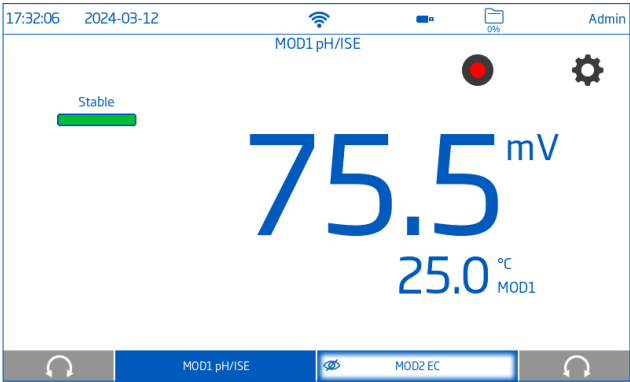 17:32:06 2024-03-12 0% Admin
MOD1 pH/ISE
Stable
75.5 mV
25.0 °C
MOD1
MOD1 pH/ISE MOD2 EC